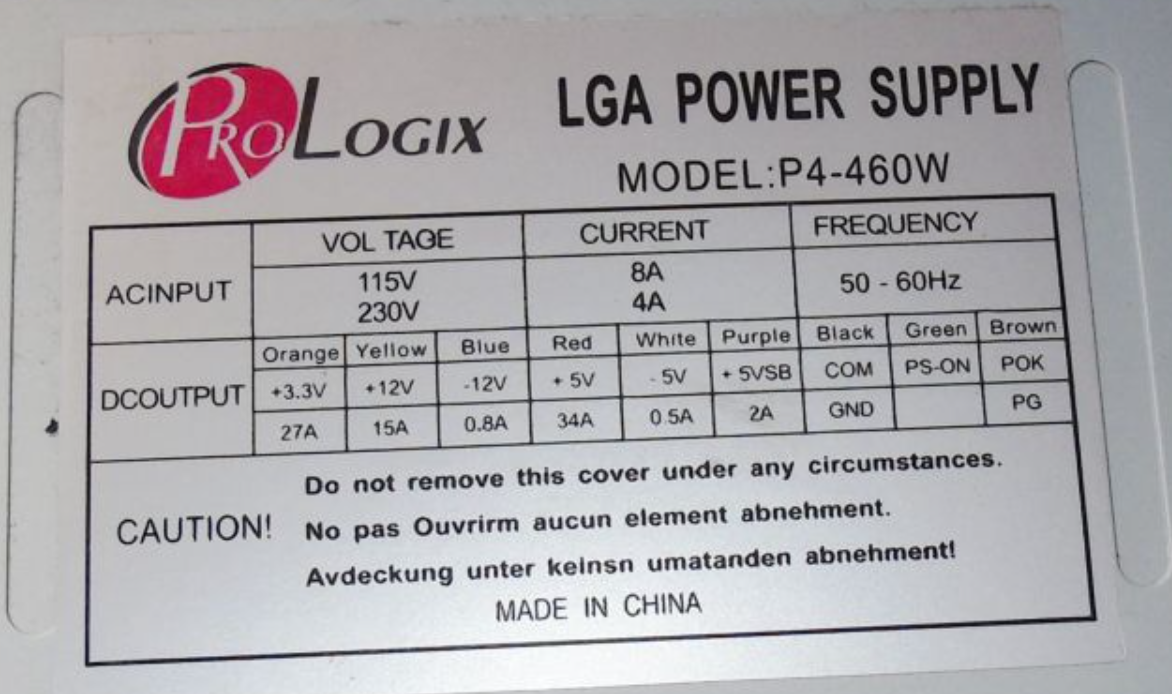 PROLOGIX
LGA POWER SUPPLY
MODEL:P4-460W
VOL TAGE CURRENT FREQUENCY
ACINPUT 115V 8A 50 - 60Hz
230V 4A
DCOUTPUT Orange Yellow Blue Red White Purple Black Green Brown
+3.3V +12V -12V + 5V - 5V + 5VSB COM PS-ON POK
27A 15A 0.8A 34A 0.5A 2A GND PG
CAUTION! Do not remove this cover under any circumstances.
No pas Ouvrirm aucun element abnehment.
Avdeckung unter keinsn umatanden abnehment!
MADE IN CHINA